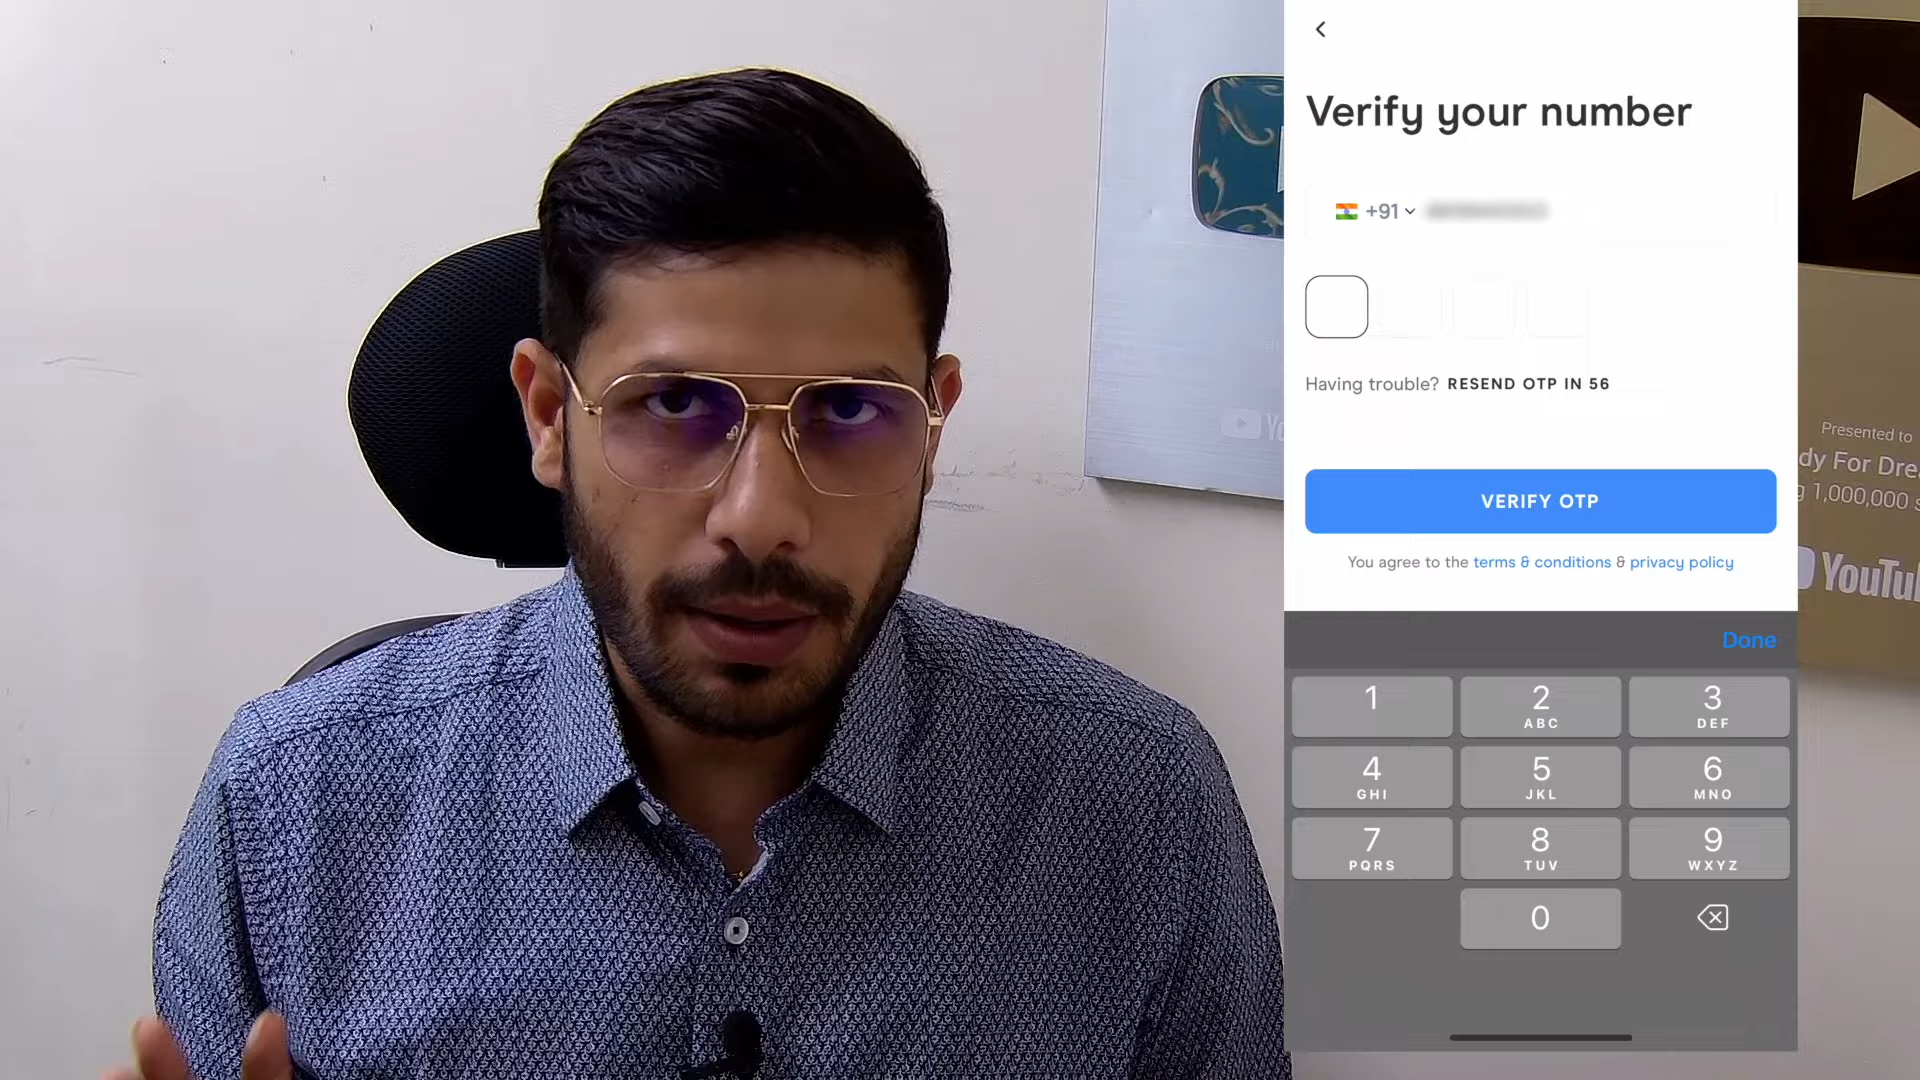 Verify your number
+91
Having trouble? RESEND OTP IN 56
VERIFY OTP
You agree to the terms & conditions & privacy policy
Done
1
2
ABC
3
DEF
4
GHI
5
JKL
6
MNO
7
PQRS
8
TUV
9
WXYZ
0
Presented to
dy For Dre
1,000,000
YouTu